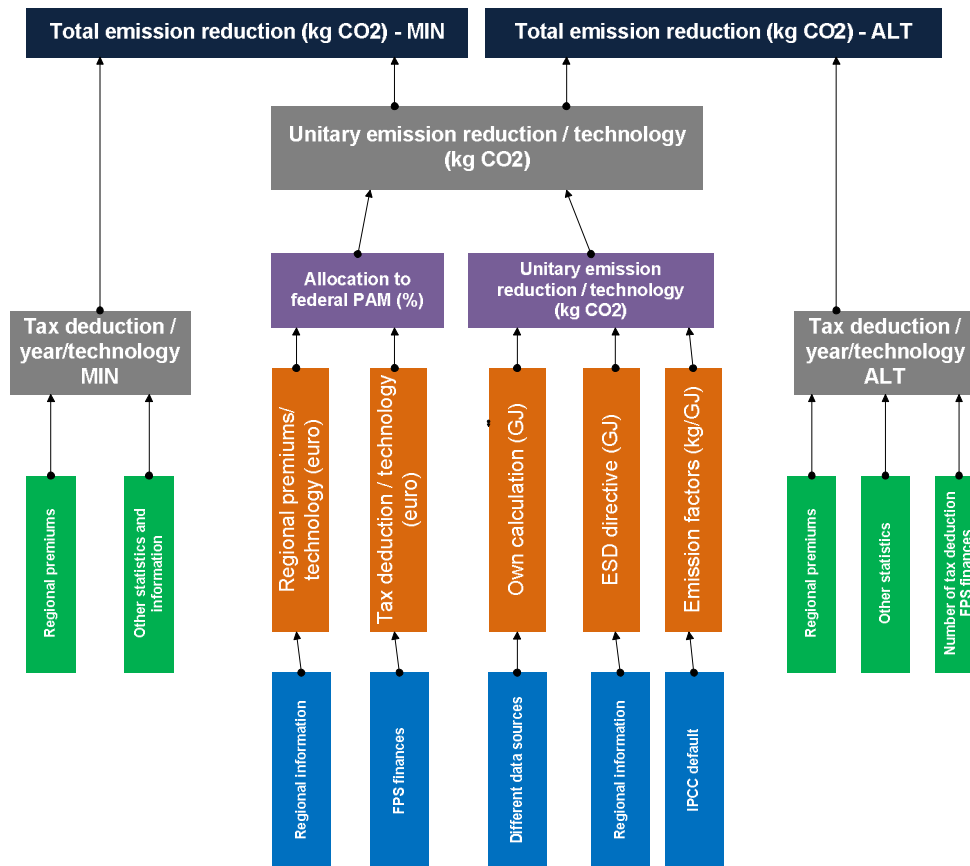 Total emission reduction (kg CO2) - MIN
Total emission reduction (kg CO2) - ALT
Unitary emission reduction / technology
(kg CO2)
Allocation to
federal PAM (%)
Unitary emission
reduction / technology
(kg CO2)
Tax deduction /
year/technology
MIN
Tax deduction /
year/technology
ALT
Regional premiums/
technology (euro)
Tax deduction / technology
(euro)
Own calculation (GJ)
ESD directive (GJ)
Emission factors (kg/GJ)
Regional premiums
Other statistics and
information
Regional premiums
Other statistics
Number of tax deduction
FPS finances
Regional information
FPS finances
Different data sources
Regional information
IPCC default